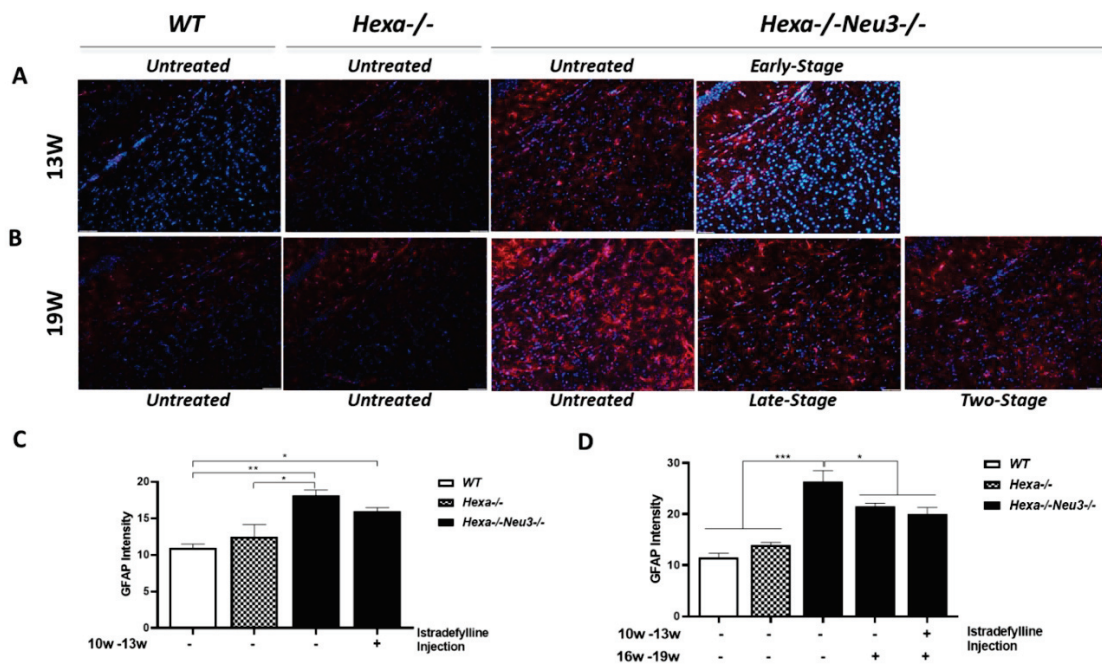 WT Hexa-/- Hexa-/-Neu3-/-
A Untreated Untreated Untreated Early-Stage
13W
B
19W
Untreated Untreated Untreated Late-Stage Two-Stage
C
GFAP Intensity
20
15
10
5
0
*
**
*
WT
Hexa-/-
Hexa-/-Neu3-/-
10w -13w - - - +
Istradefylline
Injection
D
GFAP Intensity
30
20
10
0
*** *
WT
Hexa-/-
Hexa-/-Neu3-/-
10w -13w - - - - +
16w -19w - - - + +
Istradefylline
Injection